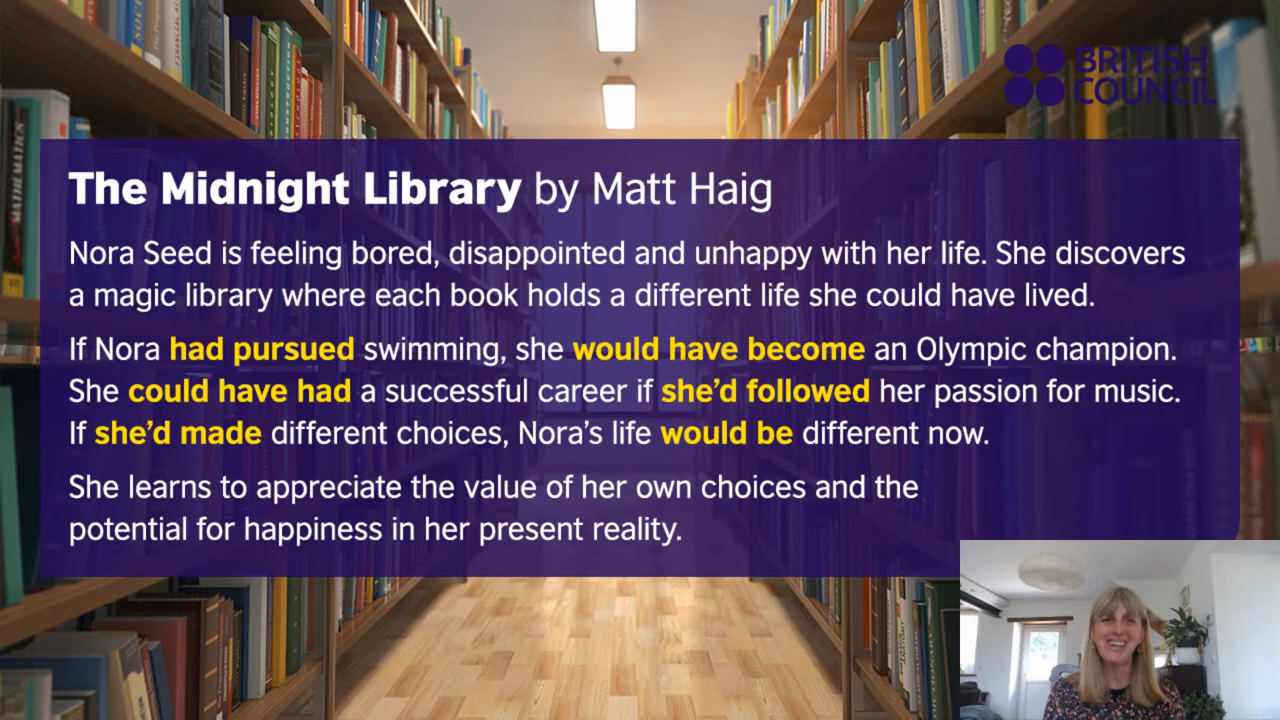 BRITISH
COUNCIL
MATHEMATICS
The Midnight Library by Matt Haig
Nora Seed is feeling bored, disappointed and unhappy with her life. She discovers
a magic library where each book holds a different life she could have lived.
If Nora had pursued swimming, she would have become an Olympic champion.
She could have had a successful career if she’d followed her passion for music.
If she’d made different choices, Nora’s life would be different now.
She learns to appreciate the value of her own choices and the
potential for happiness in her present reality.